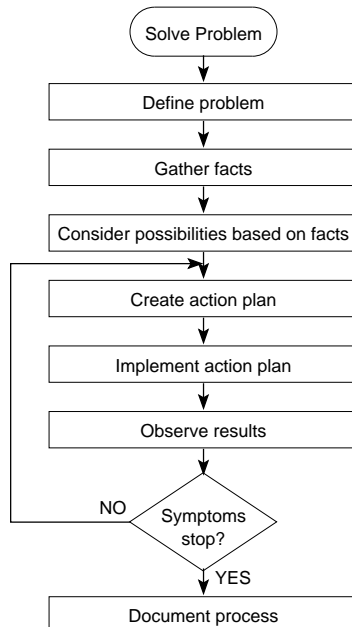 Solve Problem
Define problem
Gather facts
Consider possibilities based on facts
Create action plan
Implement action plan
Observe results
Symptoms
stop?
NO
YES
Document process